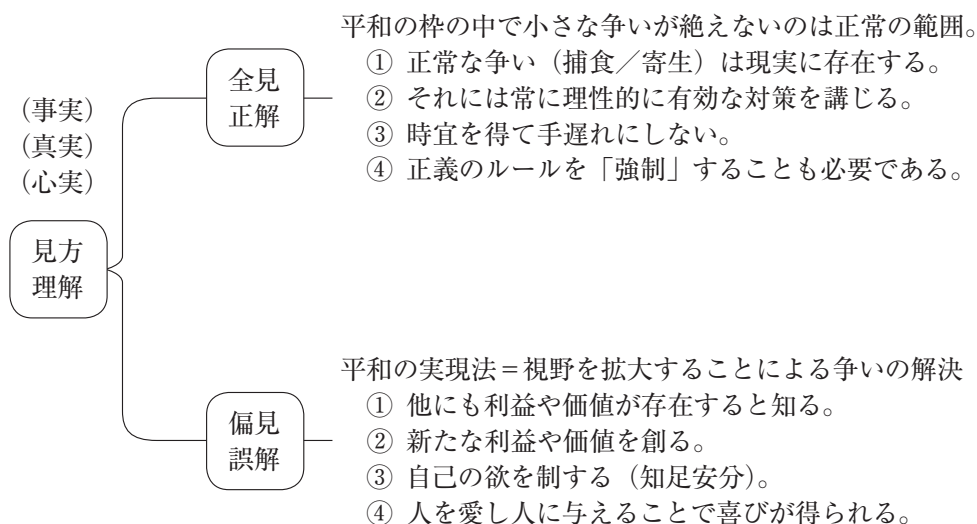 平和の枠の中で小さな争いが絶えないのは正常の範囲。
① 正常な争い（捕食／寄生）は現実に存在する。
② それには常に理性的に有効な対策を講じる。
③ 時宜を得て手遅れにしない。
④ 正義のルールを「強制」することも必要である。
全見
正解
（事実）
（真実）
（心実）
見方
理解
平和の実現法＝視野を拡大することによる争いの解決
① 他にも利益や価値が存在すると知る。
② 新たな利益や価値を創る。
③ 自己の欲を制する（知足安分）。
④ 人を愛し人に与えることで喜びが得られる。
偏見
誤解